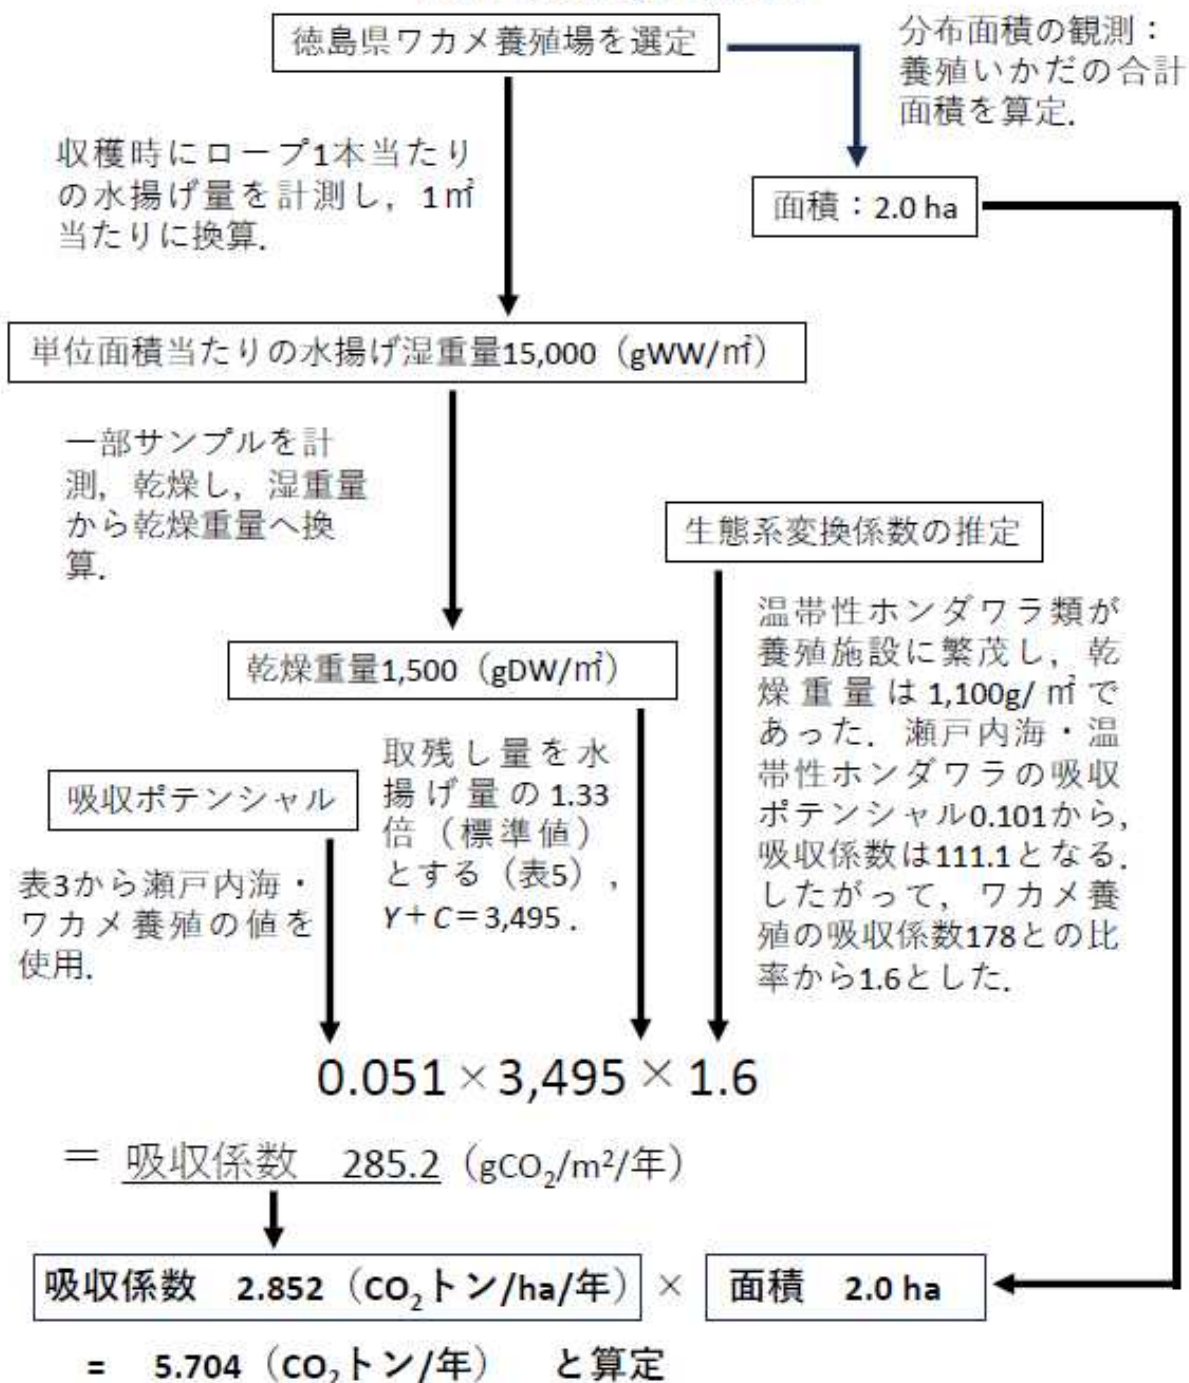 徳島県ワカメ養殖場を選定
分布面積の観測：
養殖いかだの合計
面積を算定．
収穫時にロープ1本当たり
の水揚げ量を計測し，1㎡
当たりに換算．
面積：2.0 ha
単位面積当たりの水揚げ湿重量15,000（gWW/㎡）
一部サンプルを計
測，乾燥し，湿重量
から乾燥重量へ換
算．
生態系変換係数の推定
温帯性ホンダワラ類が
養殖施設に繁茂し，乾
燥重量は1,100g/㎡で
あった．瀬戸内海・温
帯性ホンダワラの吸収
ポテンシャル0.101から，
吸収係数は111.1となる．
したがって，ワカメ養
殖の吸収係数178との比
率から1.6とした．
乾燥重量1,500（gDW/㎡）
取残し量を水
揚げ量の1.33
倍（標準値）
とする（表5），
Y＋C＝3,495．
吸収ポテンシャル
表3から瀬戸内海・
ワカメ養殖の値を
使用．
0.051×3,495×1.6
＝ 吸収係数　285.2（gCO₂/m²/年）
吸収係数　2.852（CO₂トン/ha/年） × 面積　2.0 ha
=　5.704（CO₂トン/年）　と算定